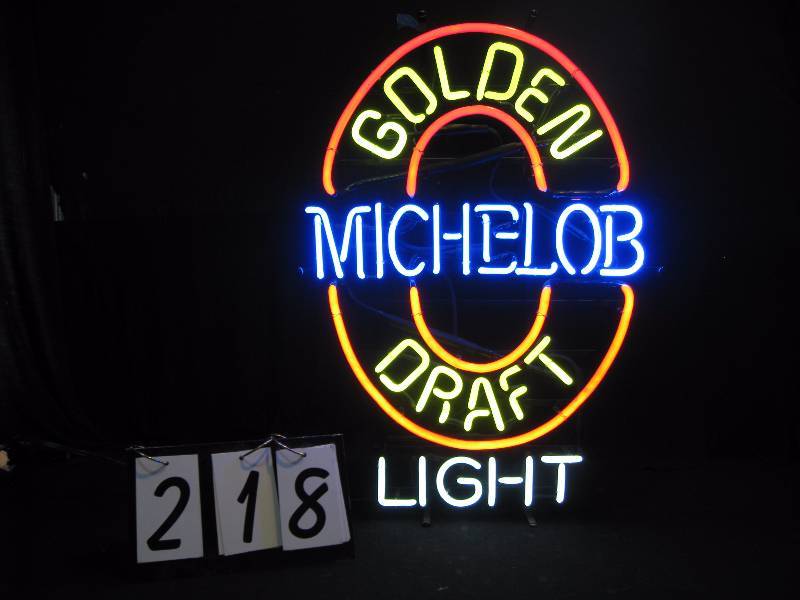 GOLDEN
MICHELOB
DRAFT
LIGHT
218